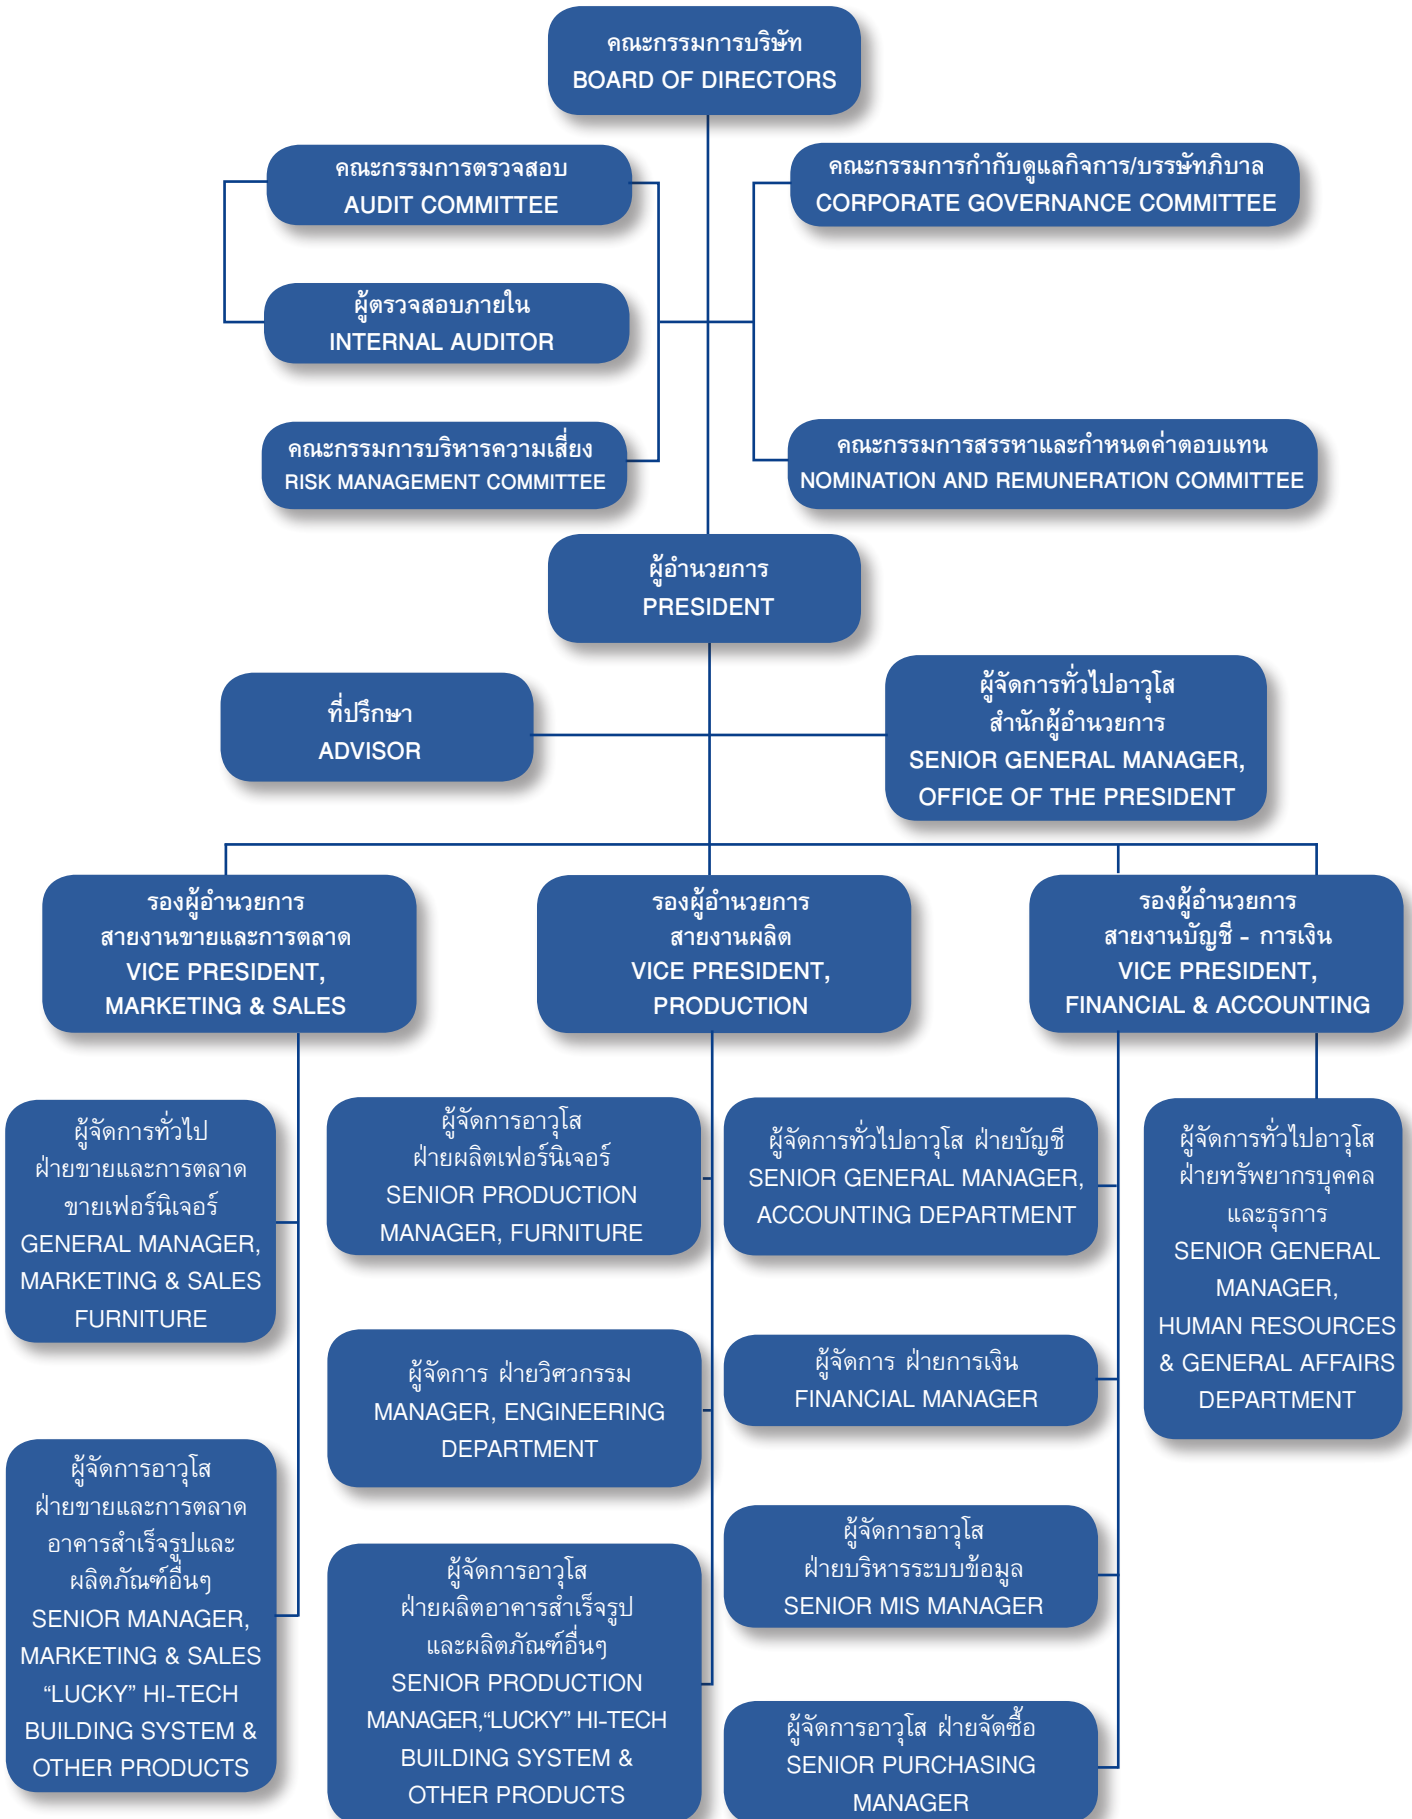 คณะกรรมการบริษัท
BOARD OF DIRECTORS
คณะกรรมการตรวจสอบ
AUDIT COMMITTEE
คณะกรรมการกำกับดูแลกิจการ/บรรษัทภิบาล
CORPORATE GOVERNANCE COMMITTEE
ผู้ตรวจสอบภายใน
INTERNAL AUDITOR
คณะกรรมการบริหารความเสี่ยง
RISK MANAGEMENT COMMITTEE
คณะกรรมการสรรหาและกำหนดค่าตอบแทน
NOMINATION AND REMUNERATION COMMITTEE
ผู้อำนวยการ
PRESIDENT
ที่ปรึกษา
ADVISOR
ผู้จัดการทั่วไปอาวุโส
สำนักผู้อำนวยการ
SENIOR GENERAL MANAGER,
OFFICE OF THE PRESIDENT
รองผู้อำนวยการ
สายงานขายและการตลาด
VICE PRESIDENT,
MARKETING & SALES
รองผู้อำนวยการ
สายงานผลิต
VICE PRESIDENT,
PRODUCTION
รองผู้อำนวยการ
สายงานบัญชี - การเงิน
VICE PRESIDENT,
FINANCIAL & ACCOUNTING
ผู้จัดการทั่วไป
ฝ่ายขายและการตลาด
ขายเฟอร์นิเจอร์
GENERAL MANAGER,
MARKETING & SALES
FURNITURE
ผู้จัดการอาวุโส
ฝ่ายขายและการตลาด
อาคารสำเร็จรูปและ
ผลิตภัณฑ์อื่นๆ
SENIOR MANAGER,
MARKETING & SALES
“LUCKY” HI-TECH
BUILDING SYSTEM &
OTHER PRODUCTS
ผู้จัดการอาวุโส
ฝ่ายผลิตเฟอร์นิเจอร์
SENIOR PRODUCTION
MANAGER, FURNITURE
ผู้จัดการ ฝ่ายวิศวกรรม
MANAGER, ENGINEERING
DEPARTMENT
ผู้จัดการอาวุโส
ฝ่ายผลิตอาคารสำเร็จรูป
และผลิตภัณฑ์อื่นๆ
SENIOR PRODUCTION
MANAGER,“LUCKY” HI-TECH
BUILDING SYSTEM &
OTHER PRODUCTS
ผู้จัดการทั่วไปอาวุโส ฝ่ายบัญชี
SENIOR GENERAL MANAGER,
ACCOUNTING DEPARTMENT
ผู้จัดการ ฝ่ายการเงิน
FINANCIAL MANAGER
ผู้จัดการอาวุโส
ฝ่ายบริหารระบบข้อมูล
SENIOR MIS MANAGER
ผู้จัดการอาวุโส ฝ่ายจัดซื้อ
SENIOR PURCHASING
MANAGER
ผู้จัดการทั่วไปอาวุโส
ฝ่ายทรัพยากรบุคคล
และธุรการ
SENIOR GENERAL
MANAGER,
HUMAN RESOURCES
& GENERAL AFFAIRS
DEPARTMENT